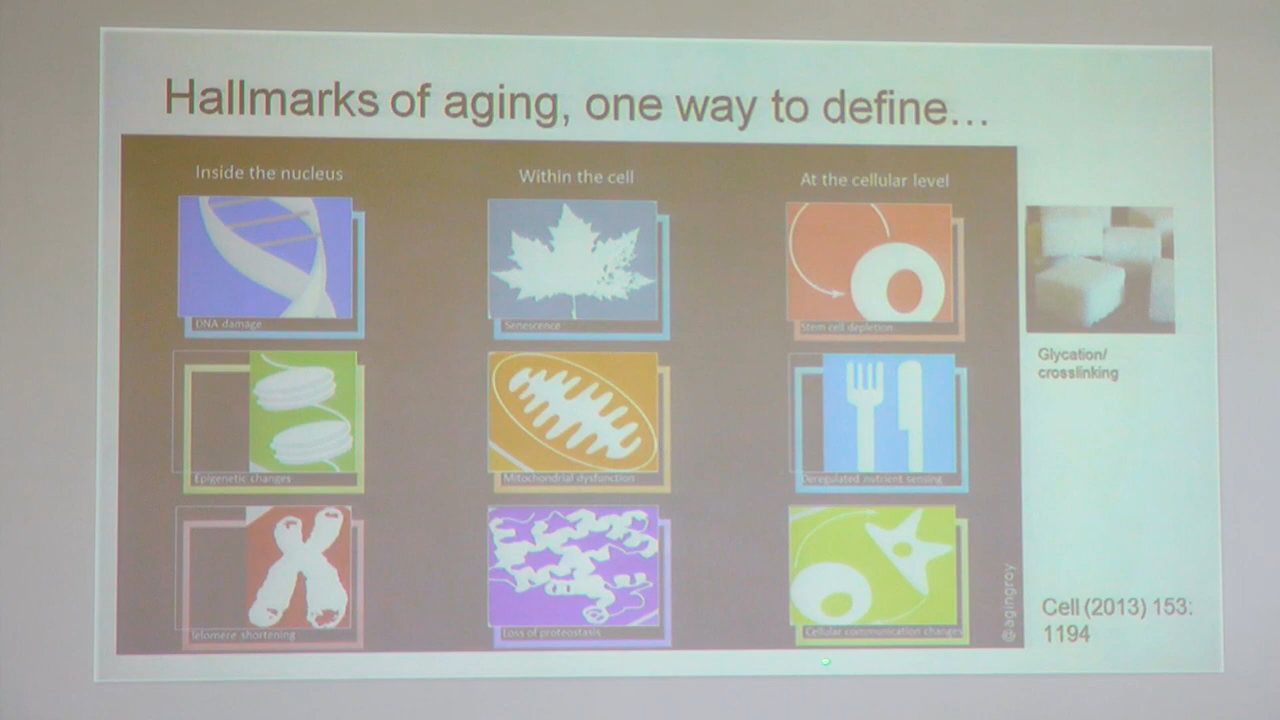 Hallmarks of aging, one way to define...
Inside the nucleus
Within the cell
At the cellular level
DNA damage
Senescence
Stem cell depletion
Glycation/
crosslinking
Epigenetic changes
Mitochondrial dysfunction
Deregulated nutrient sensing
Telomere shortening
Loss of proteostasis
Cellular communication changes
@agingroy
Cell (2013) 153:
1194